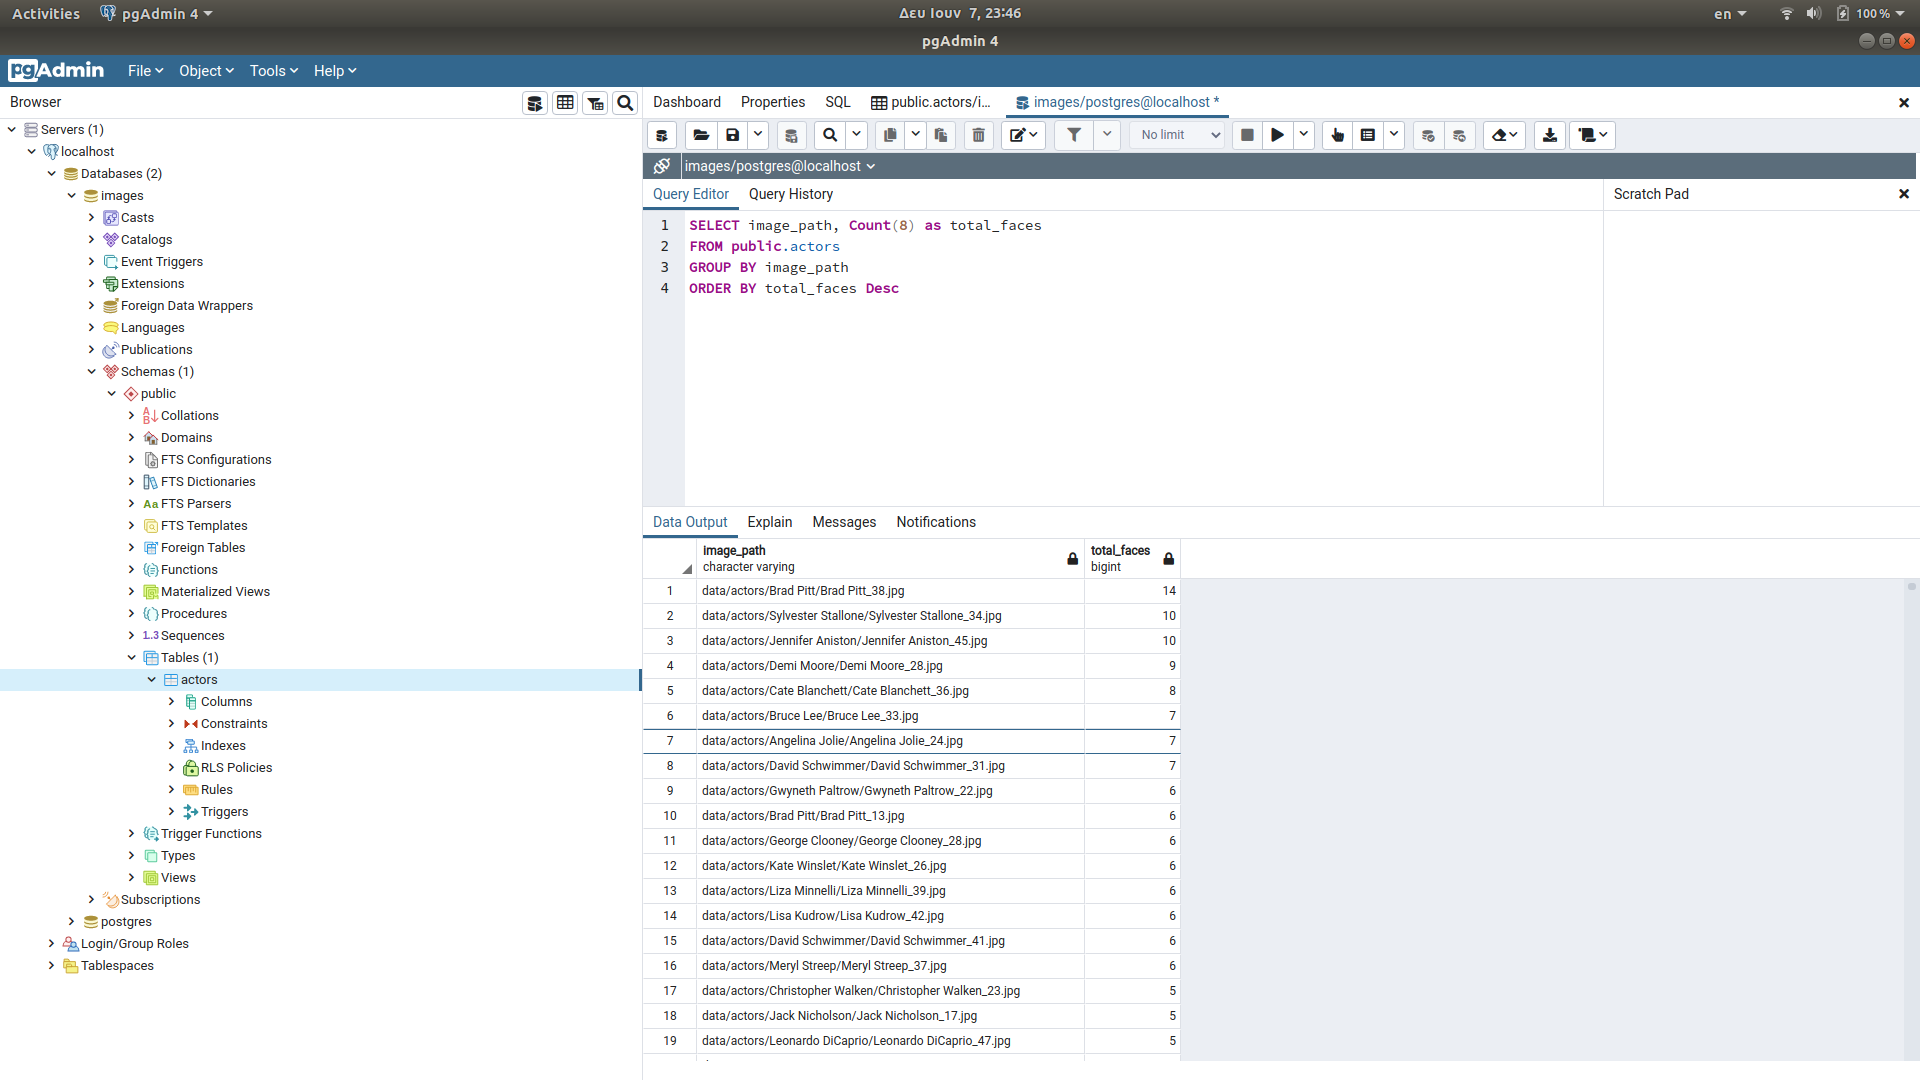 Activities pgAdmin 4 Δευ Ιουν 7, 23:46 en 100 %
pgAdmin 4
pgAdmin File Object Tools Help
Browser
Servers (1)
localhost
Databases (2)
images
Casts
Catalogs
Event Triggers
Extensions
Foreign Data Wrappers
Languages
Publications
Schemas (1)
public
Collations
Domains
FTS Configurations
FTS Dictionaries
Aa FTS Parsers
FTS Templates
Foreign Tables
Functions
Materialized Views
Procedures
1..3 Sequences
Tables (1)
actors
Columns
Constraints
Indexes
RLS Policies
Rules
Triggers
Trigger Functions
Types
Views
Subscriptions
postgres
Login/Group Roles
Tablespaces
Dashboard Properties SQL public.actors/i... images/postgres@localhost *
No limit
images/postgres@localhost
Query Editor Query History
Scratch Pad
1 SELECT image_path, Count(8) as total_faces
2 FROM public.actors
3 GROUP BY image_path
4 ORDER BY total_faces Desc
Data Output Explain Messages Notifications
image_path total_faces
character varying bigint
1 data/actors/Brad Pitt/Brad Pitt_38.jpg 14
2 data/actors/Sylvester Stallone/Sylvester Stallone_34.jpg 10
3 data/actors/Jennifer Aniston/Jennifer Aniston_45.jpg 10
4 data/actors/Demi Moore/Demi Moore_28.jpg 9
5 data/actors/Cate Blanchett/Cate Blanchett_36.jpg 8
6 data/actors/Bruce Lee/Bruce Lee_33.jpg 7
7 data/actors/Angelina Jolie/Angelina Jolie_24.jpg 7
8 data/actors/David Schwimmer/David Schwimmer_31.jpg 7
9 data/actors/Gwyneth Paltrow/Gwyneth Paltrow_22.jpg 6
10 data/actors/Brad Pitt/Brad Pitt_13.jpg 6
11 data/actors/George Clooney/George Clooney_28.jpg 6
12 data/actors/Kate Winslet/Kate Winslet_26.jpg 6
13 data/actors/Liza Minnelli/Liza Minnelli_39.jpg 6
14 data/actors/Lisa Kudrow/Lisa Kudrow_42.jpg 6
15 data/actors/David Schwimmer/David Schwimmer_41.jpg 6
16 data/actors/Meryl Streep/Meryl Streep_37.jpg 6
17 data/actors/Christopher Walken/Christopher Walken_23.jpg 5
18 data/actors/Jack Nicholson/Jack Nicholson_17.jpg 5
19 data/actors/Leonardo DiCaprio/Leonardo DiCaprio_47.jpg 5